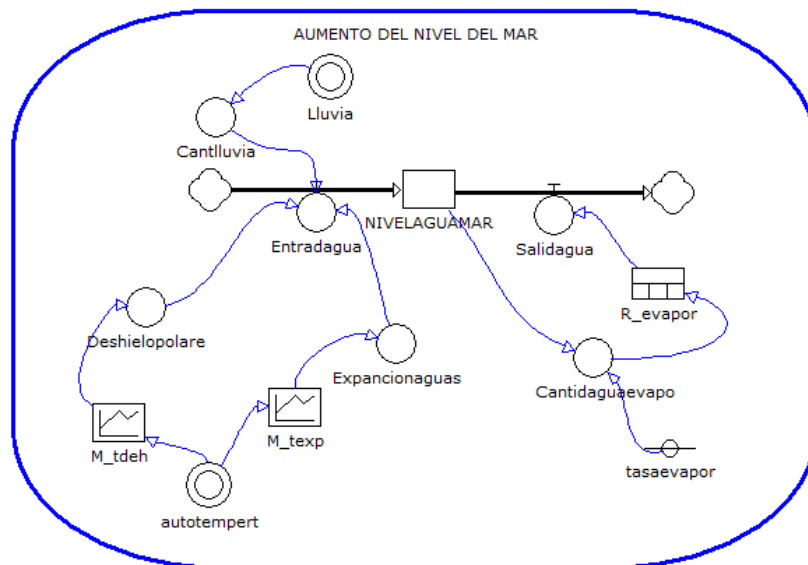 AUMENTO DEL NIVEL DEL MAR
Lluvia
Cantlluvia
NIVELAGUAMAR
Entradagua
Salidagua
R_evapor
Deshielopolare
Expancionaguas
Cantidaguaevapo
M_tdeh
M_texp
tasaevapor
autotempert